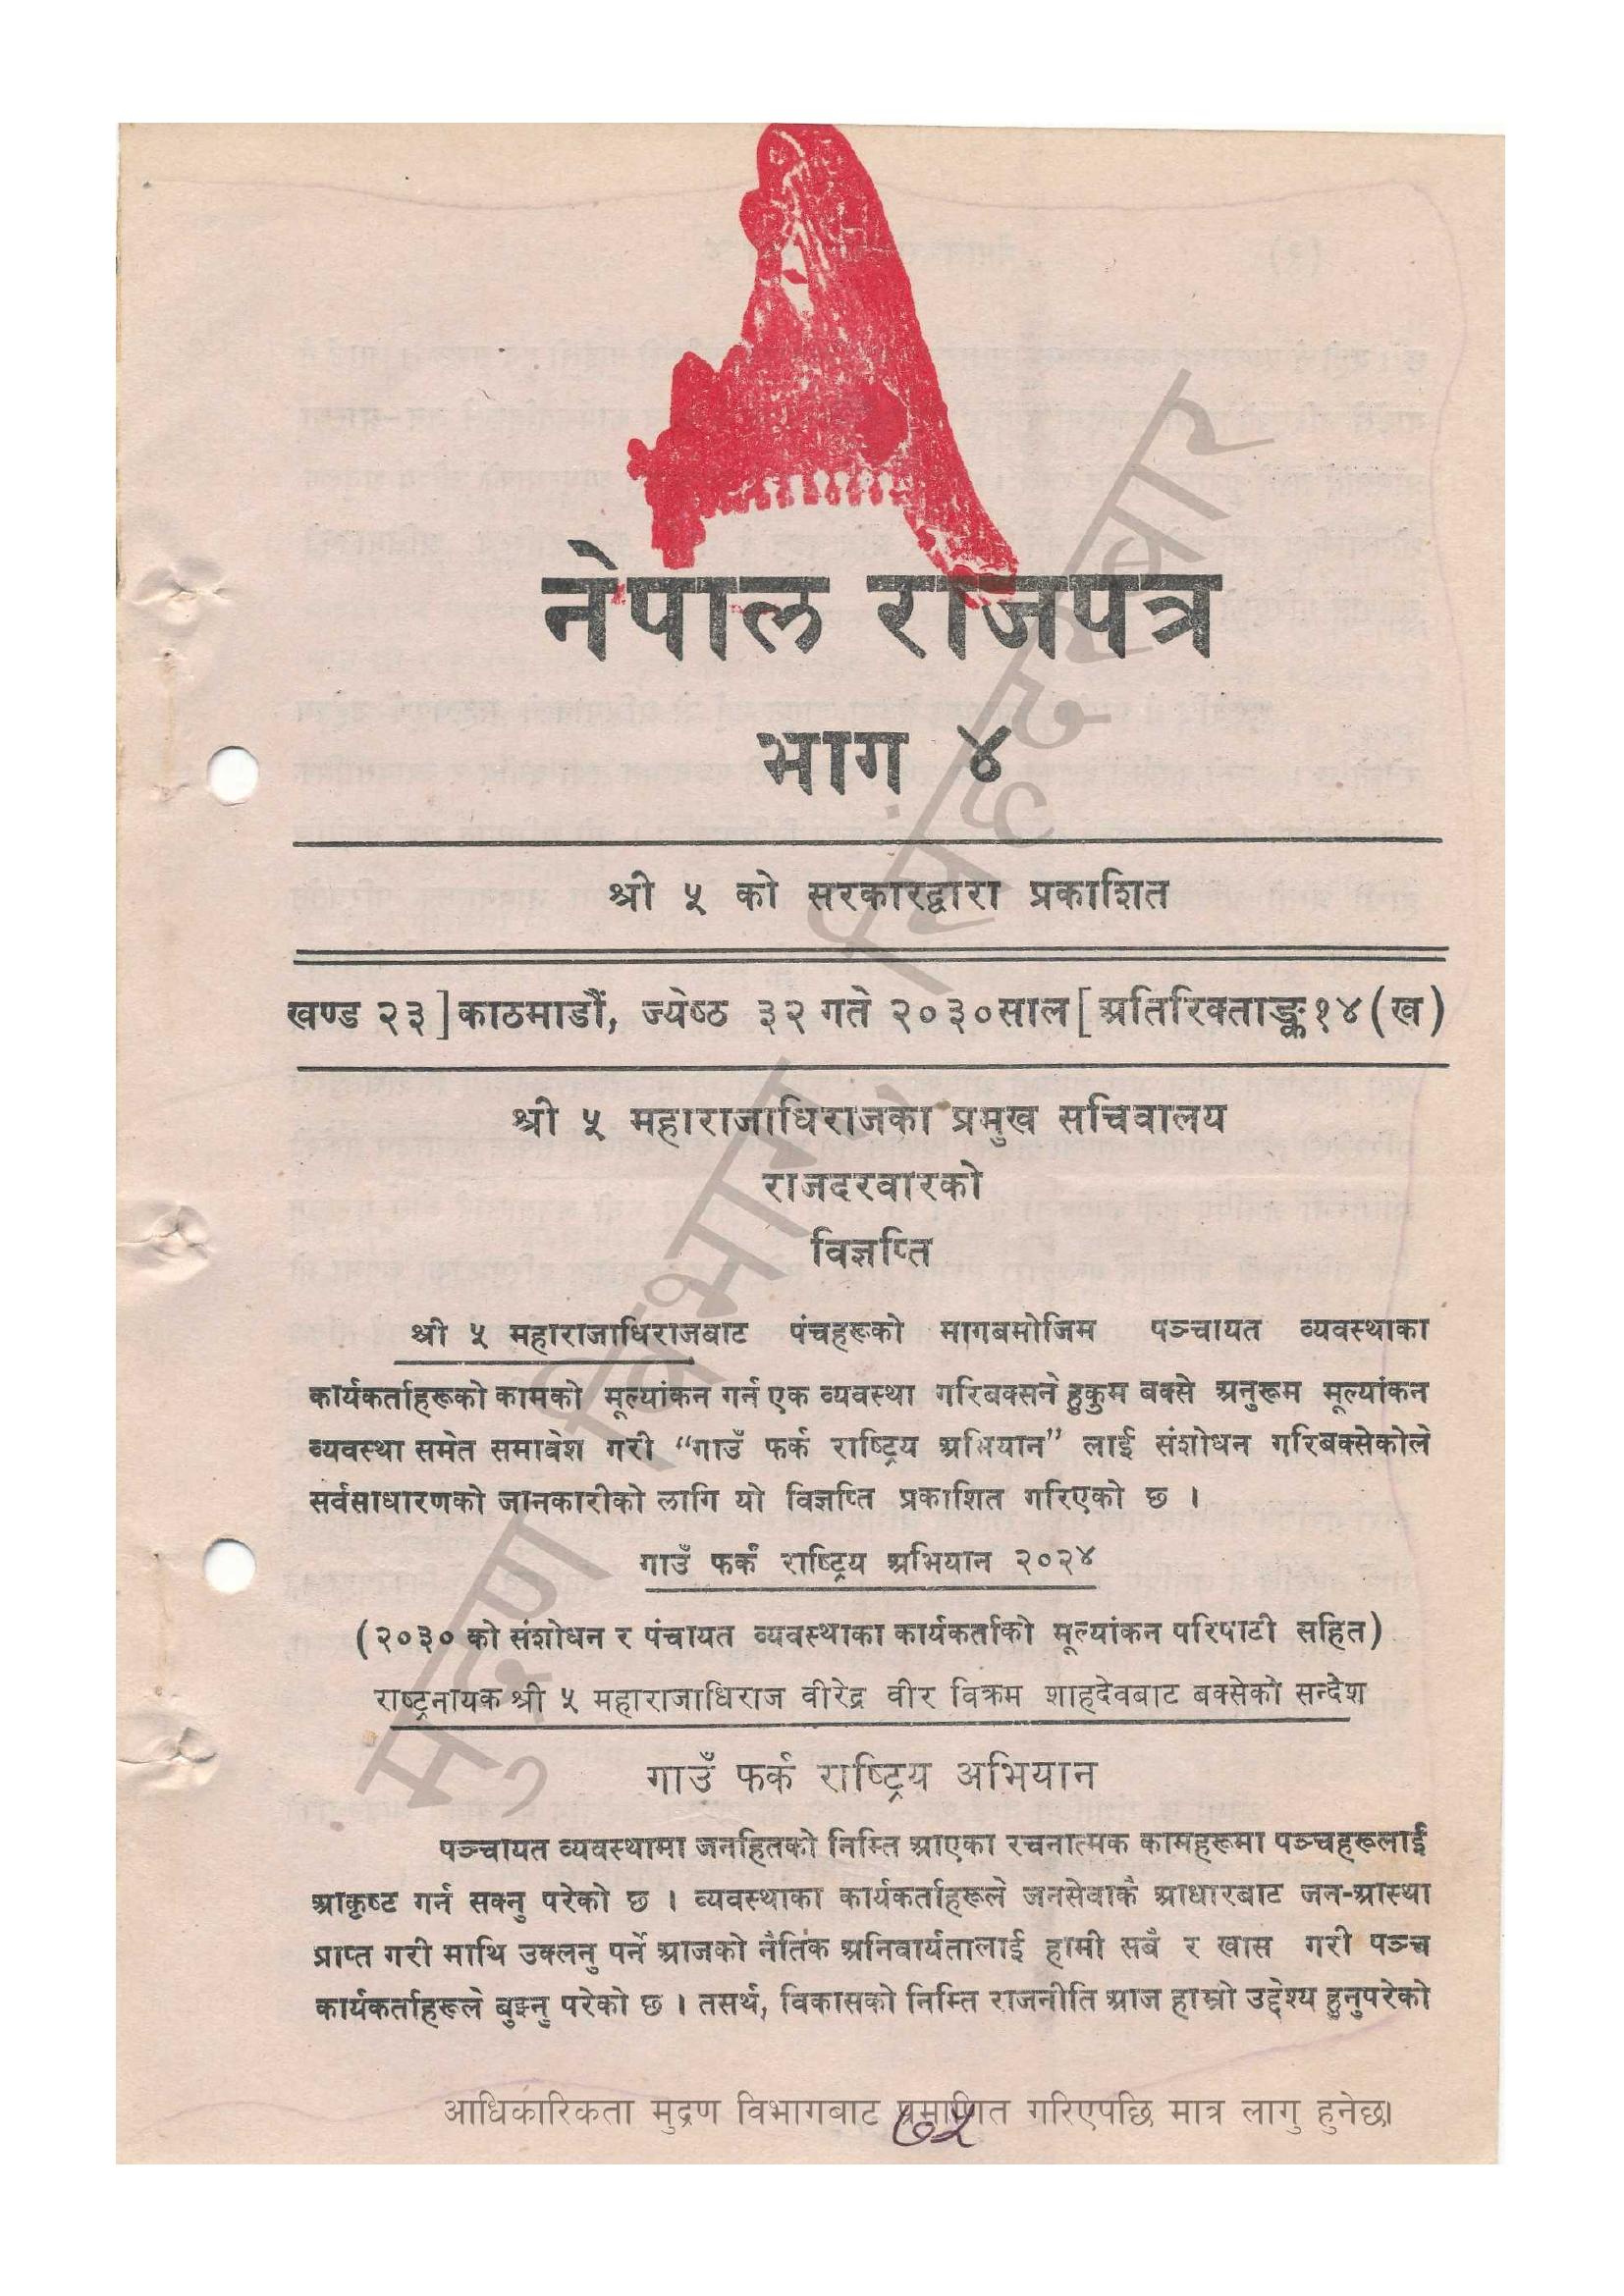 नेपाल राजपत्र
भाग ४
श्री ५ को सरकारद्वारा प्रकाशित
खण्ड २३] काठमाडौं, ज्येष्ठ ३२ गते २०३० साल [अतिरिक्ताङ्क १४ (ख)
श्री ५ महाराजाधिराजका प्रमुख सचिवालय
राजदरवारको
विज्ञप्ति
श्री ५ महाराजाधिराजबाट पंचहरूको मागबमोजिम पञ्चायत व्यवस्थाका
कार्यकर्ताहरूको कामको मूल्यांकन गर्न एक व्यवस्था गरिबक्सने हुकुम बक्से अनुरूम मूल्यांकन
व्यवस्था समेत समावेश गरी “गाउँ फर्क राष्ट्रिय अभियान” लाई संशोधन गरिबक्सेकोले
सर्वसाधारणको जानकारीको लागि यो विज्ञप्ति प्रकाशित गरिएको छ ।
गाउँ फर्क राष्ट्रिय अभियान २०२४
(२०३० को संशोधन र पंचायत व्यवस्थाका कार्यकर्ताको मूल्यांकन परिपाटी सहित)
राष्ट्रनायक श्री ५ महाराजाधिराज वीरेद्र वीर विक्रम शाहदेवबाट बक्सेको सन्देश
गाउँ फर्क राष्ट्रिय अभियान
पञ्चायत व्यवस्थामा जनहितको निम्ति आएका रचनात्मक कामहरूमा पञ्चहरूलाई
आकृष्ट गर्न सक्नु परेको छ । व्यवस्थाका कार्यकर्ताहरूले जनसेवाकै आधारबाट जन-आस्था
प्राप्त गरी माथि उक्लनु पर्ने आजको नैतिक अनिवार्यतालाई हामी सबै र खास गरी पञ्च
कार्यकर्ताहरूले बुझ्नु परेको छ । तसर्थ, विकासको निम्ति राजनीति आज हाम्रो उद्देश्य हुनुपरेको
मुद्रण विभाग, सिंहदरबार
आधिकारिकता मुद्रण विभागबाट प्रमाणित गरिएपछि मात्र लागु हुनेछ।
७५